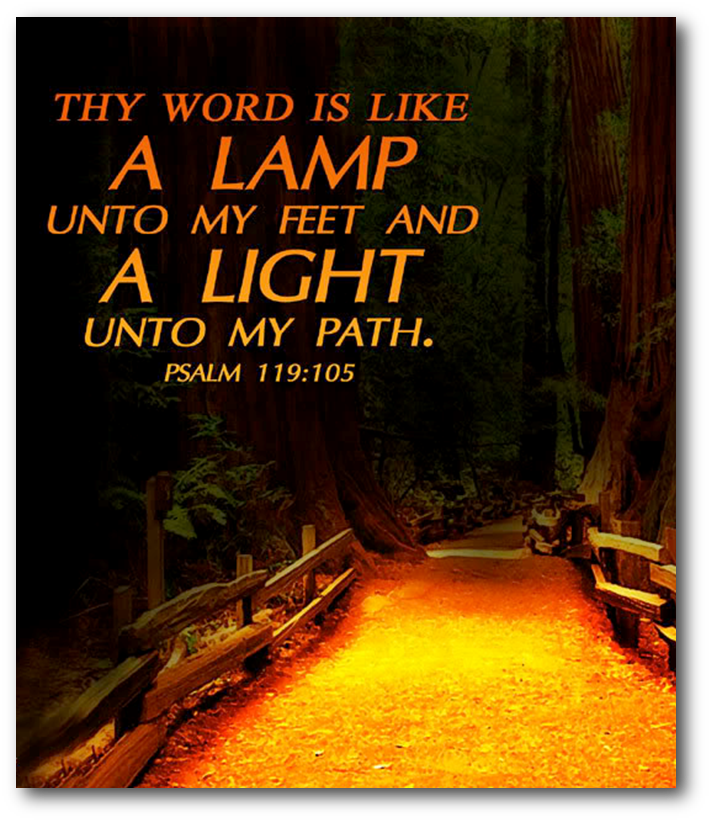 THY WORD IS LIKE
A LAMP
UNTO MY FEET AND
A LIGHT
UNTO MY PATH.
PSALM 119:105